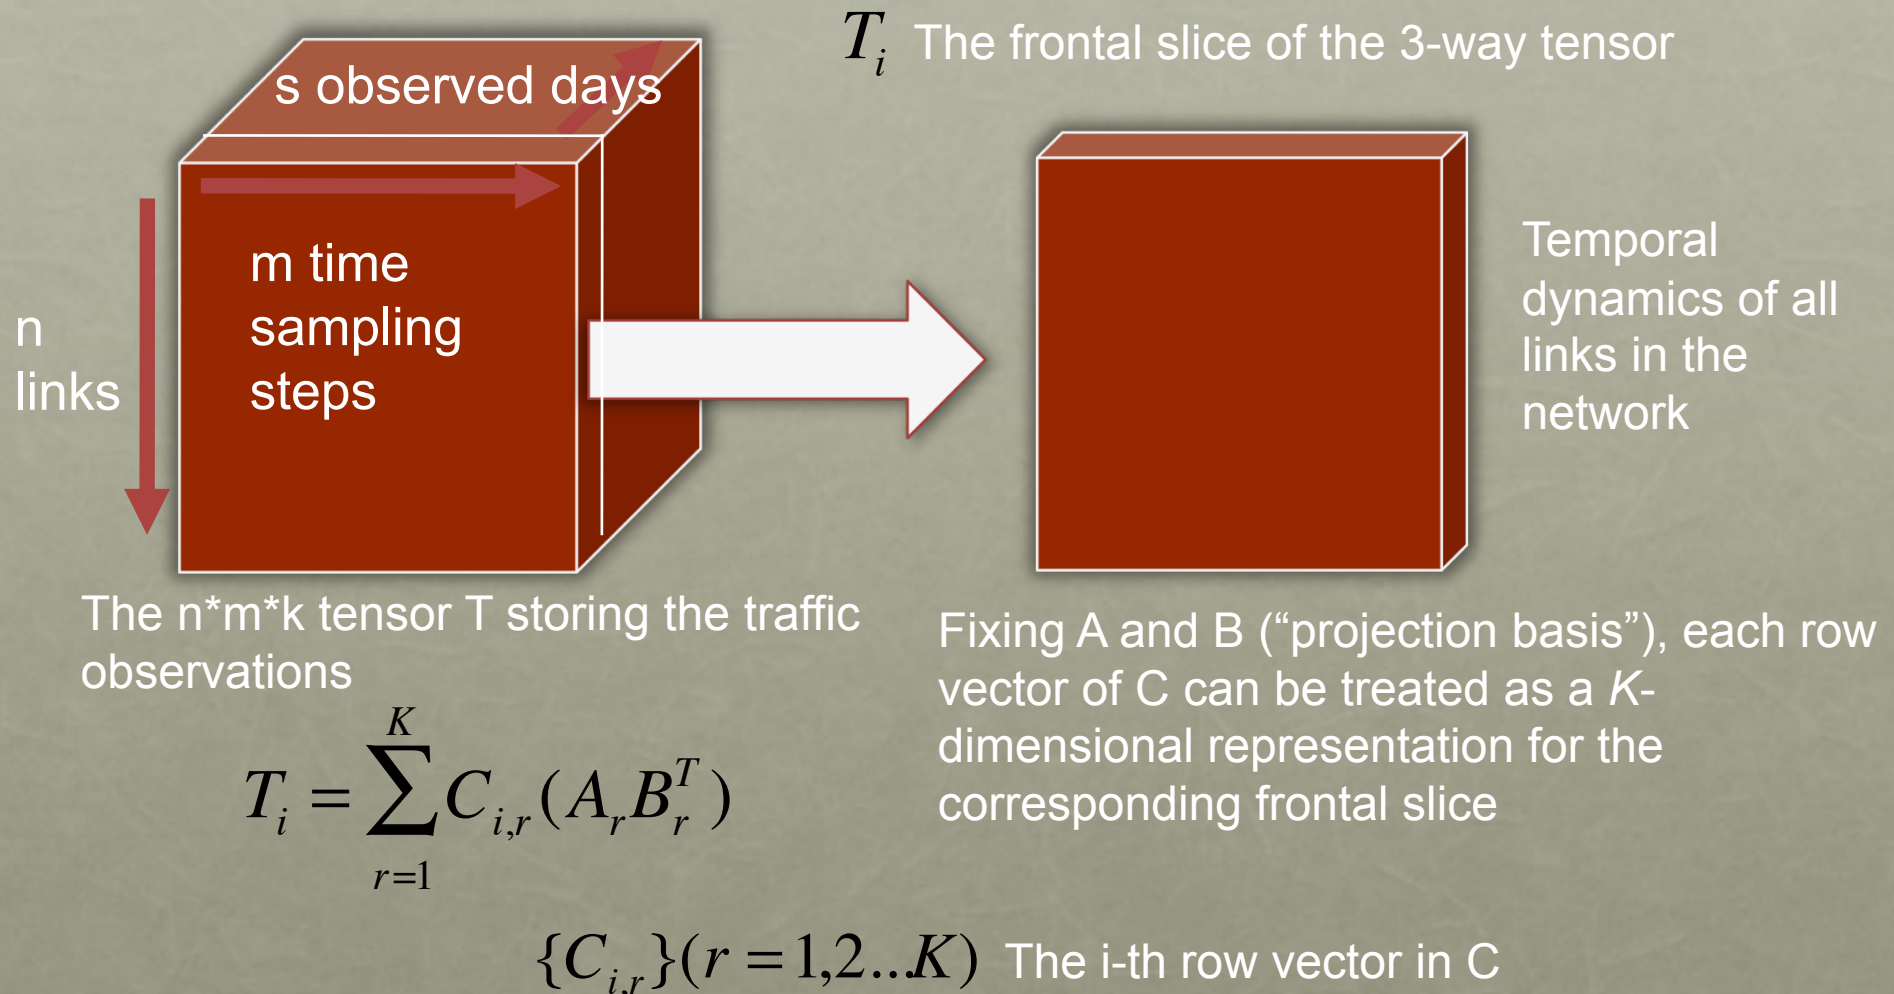 T_i The frontal slice of the 3-way tensor
s observed days
m time
sampling
steps
n
links
Temporal
dynamics of all
links in the
network
The n*m*k tensor T storing the traffic
observations
T_i = \sum_{r=1}^{K} C_{i,r} (A_r B_r^T)
Fixing A and B (“projection basis”), each row
vector of C can be treated as a K-
dimensional representation for the
corresponding frontal slice
{C_{i,r}}(r = 1,2...K) The i-th row vector in C